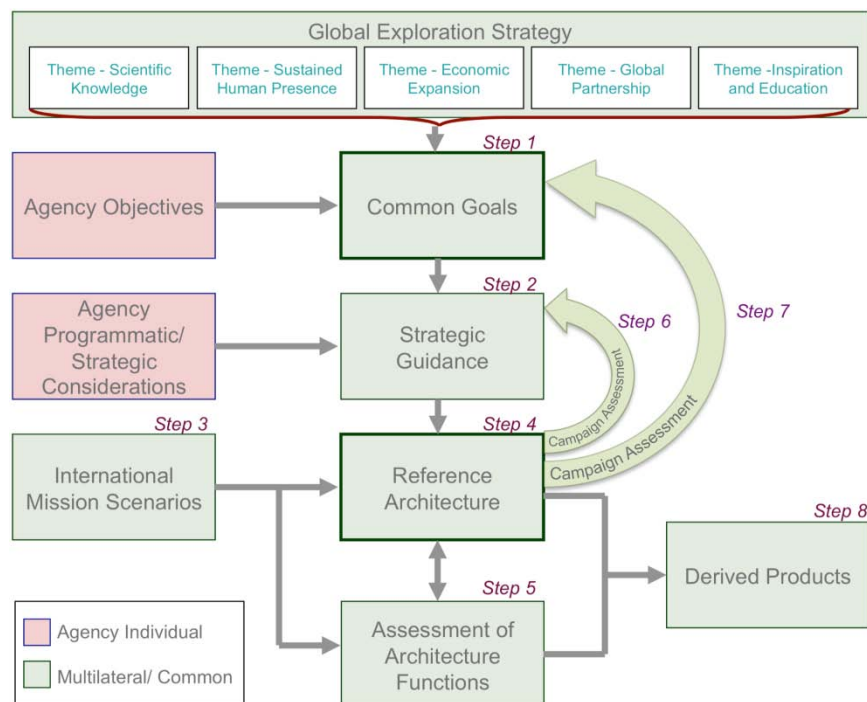 Global Exploration Strategy
Theme - Scientific
Knowledge
Theme - Sustained
Human Presence
Theme - Economic
Expansion
Theme - Global
Partnership
Theme -Inspiration
and Education
Step 1
Agency Objectives
Common Goals
Step 2
Agency
Programmatic/
Strategic
Considerations
Strategic
Guidance
Step 6
Step 7
Campaign Assessment
Campaign Assessment
Step 3
Step 4
International
Mission Scenarios
Reference
Architecture
Step 8
Derived Products
Step 5
Assessment of
Architecture
Functions
Agency Individual
Multilateral/ Common